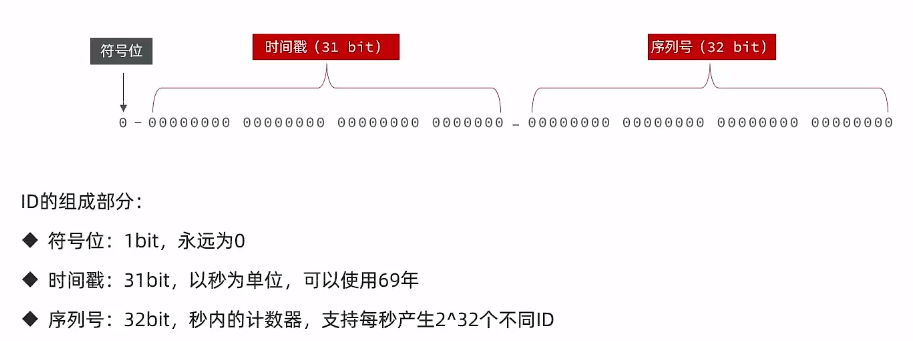 符号位
时间戳（31 bit）
序列号（32 bit）
0 - 00000000 00000000 00000000 0000000 - 00000000 00000000 00000000 00000000
ID的组成部分：
◆ 符号位：1bit，永远为0
◆ 时间戳：31bit，以秒为单位，可以使用69年
◆ 序列号：32bit，秒内的计数器，支持每秒产生2^32个不同ID